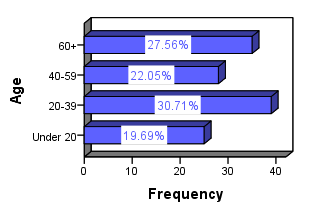 Age
60+
27.56%
40-59
22.05%
20-39
30.71%
Under 20
19.69%
0 10 20 30 40
Frequency